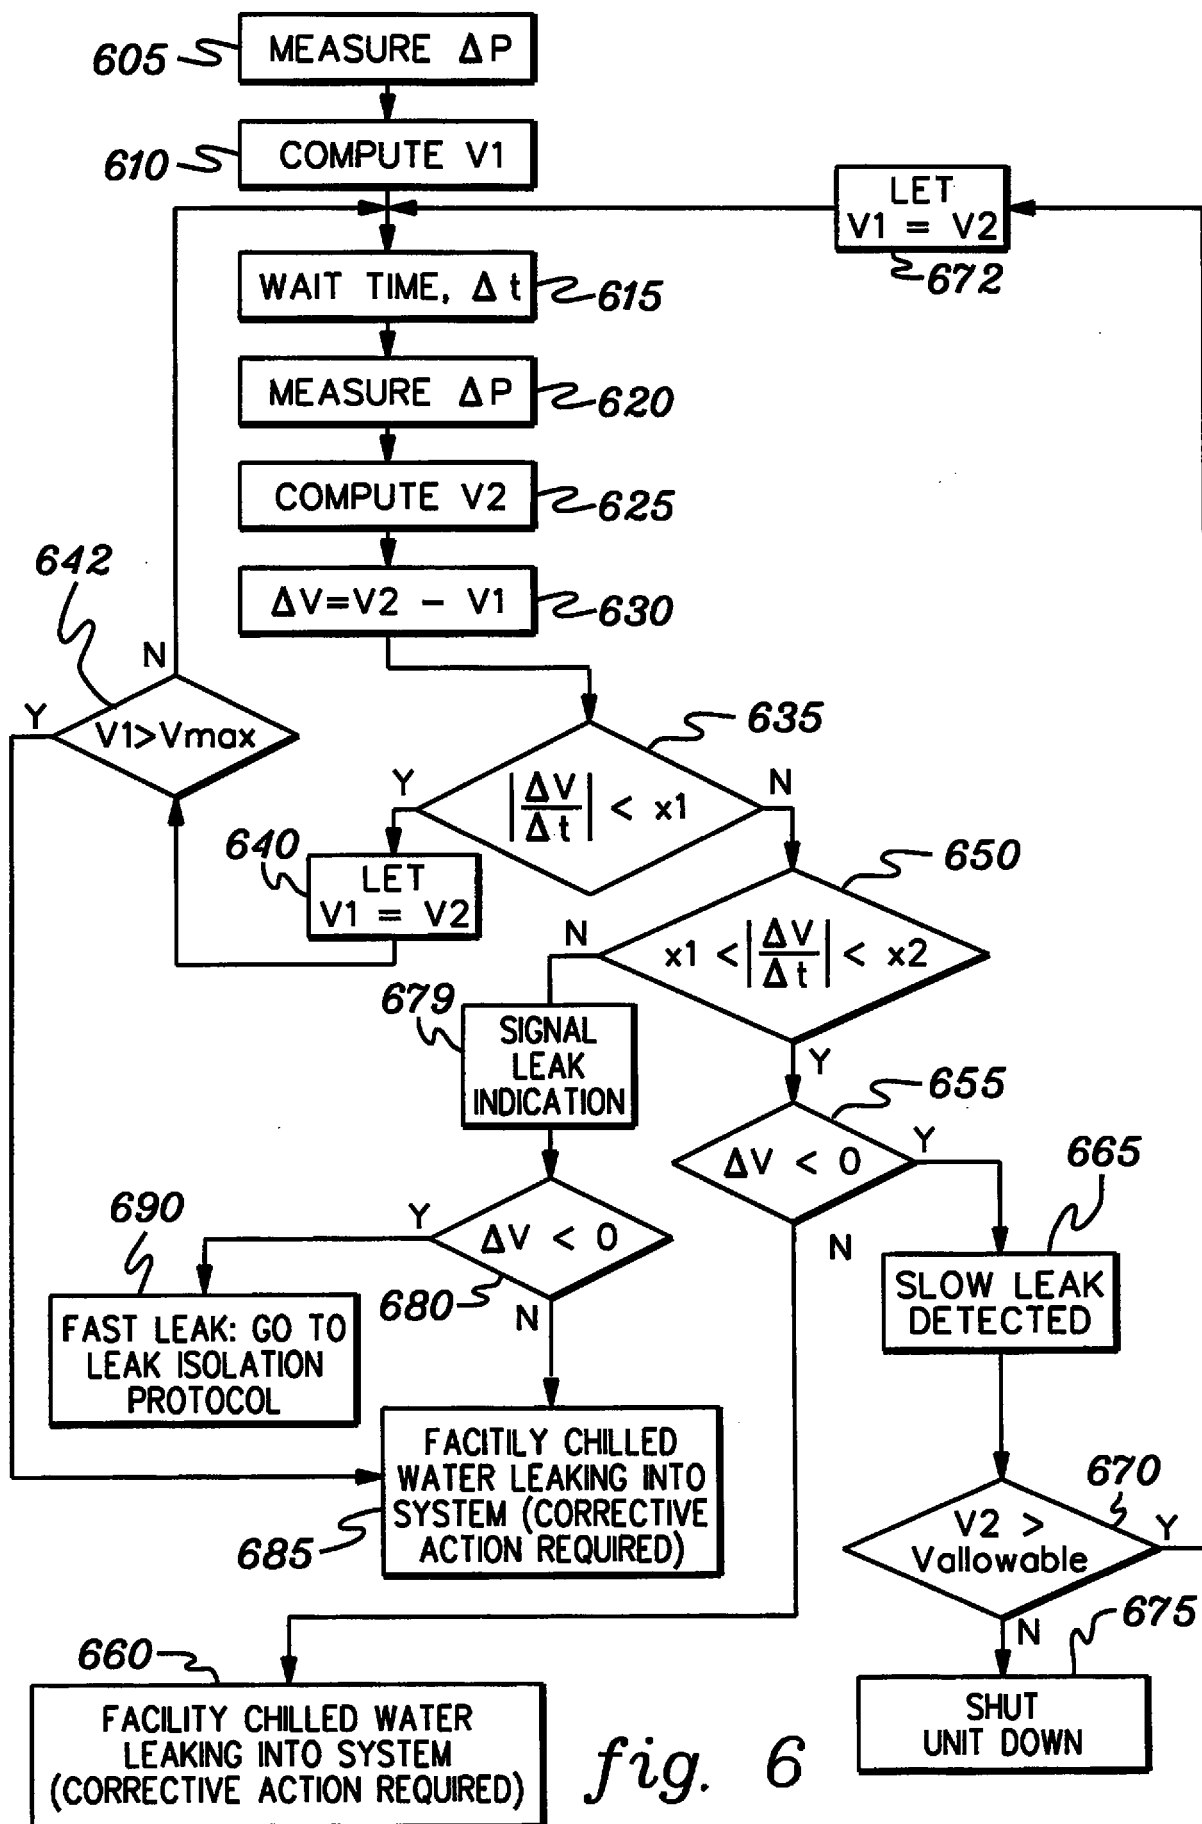 605
MEASURE ΔP
610
COMPUTE V1
LET
V1 = V2
672
WAIT TIME, Δt
615
MEASURE ΔP
620
COMPUTE V2
625
642
ΔV=V2 - V1
630
N
Y
V1>Vmax
635
Y
|ΔV/Δt| < x1
N
640
LET
V1 = V2
650
N
x1 <|ΔV/Δt| < x2
Y
679
SIGNAL
LEAK
INDICATION
655
ΔV < 0
Y
N
665
SLOW LEAK
DETECTED
690
Y
ΔV < 0
680
N
FAST LEAK: GO TO
LEAK ISOLATION
PROTOCOL
FACITILY CHILLED
WATER LEAKING INTO
SYSTEM (CORRECTIVE
ACTION REQUIRED)
685
670
V2 >
Vallowable
Y
N
675
SHUT
UNIT DOWN
660
FACILITY CHILLED WATER
LEAKING INTO SYSTEM
(CORRECTIVE ACTION REQUIRED)
fig. 6